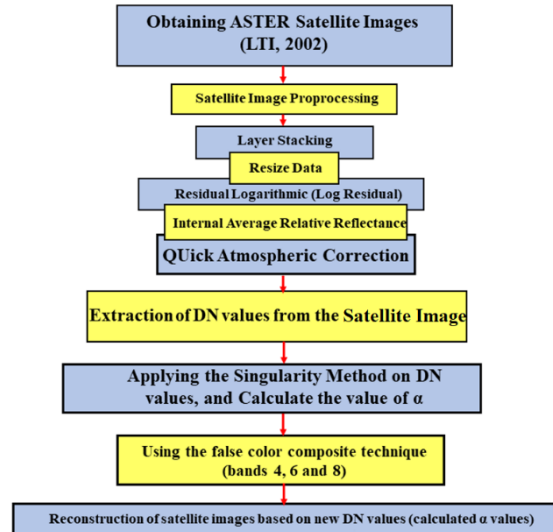 Obtaining ASTER Satellite Images
(LTI, 2002)
Satellite Image Proprocessing
Layer Stacking
Resize Data
Residual Logarithmic (Log Residual)
Internal Average Relative Reflectance
QUick Atmospheric Correction
Extraction of DN values from the Satellite Image
Applying the Singularity Method on DN
values, and Calculate the value of α
Using the false color composite technique
(bands 4, 6 and 8)
Reconstruction of satellite images based on new DN values (calculated α values)